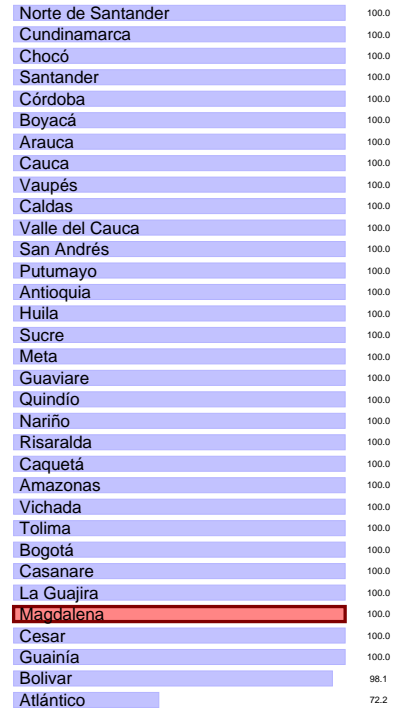 Norte de Santander 100.0
Cundinamarca 100.0
Chocó 100.0
Santander 100.0
Córdoba 100.0
Boyacá 100.0
Arauca 100.0
Cauca 100.0
Vaupés 100.0
Caldas 100.0
Valle del Cauca 100.0
San Andrés 100.0
Putumayo 100.0
Antioquia 100.0
Huila 100.0
Sucre 100.0
Meta 100.0
Guaviare 100.0
Quindío 100.0
Nariño 100.0
Risaralda 100.0
Caquetá 100.0
Amazonas 100.0
Vichada 100.0
Tolima 100.0
Bogotá 100.0
Casanare 100.0
La Guajira 100.0
Magdalena 100.0
Cesar 100.0
Guainía 100.0
Bolivar 98.1
Atlántico 72.2